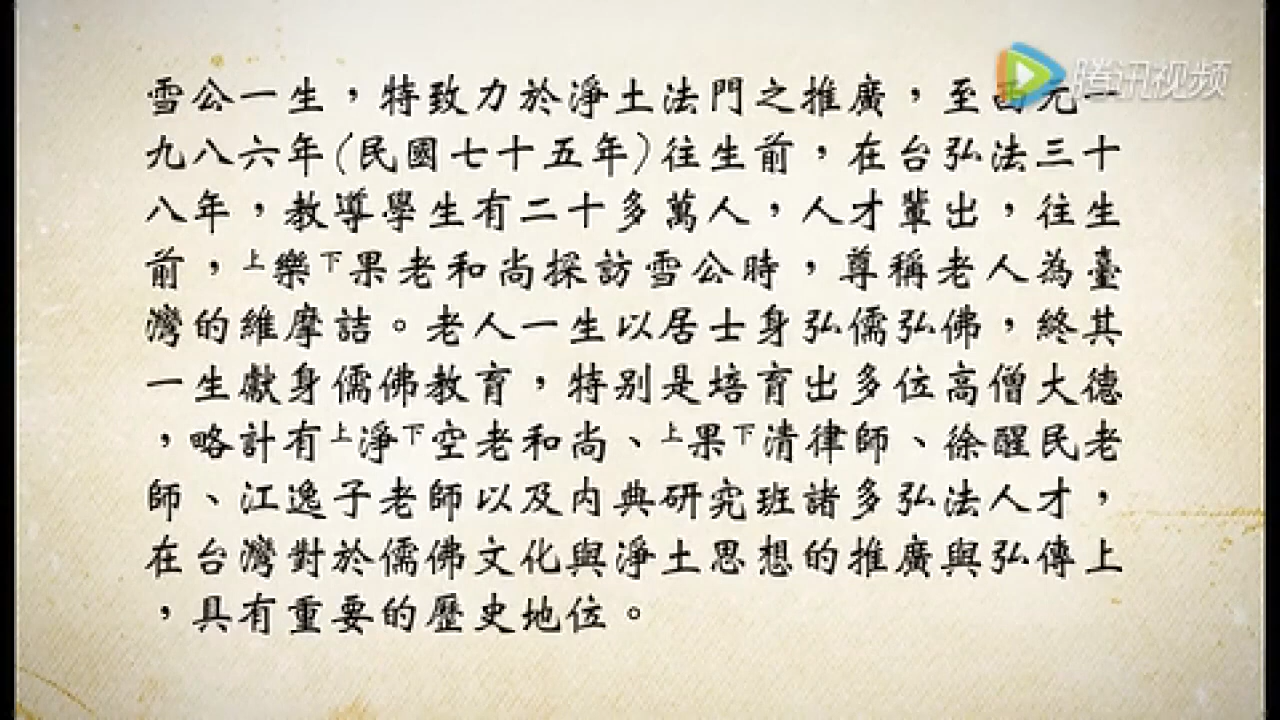 腾讯视频
雪公一生，特致力於淨土法門之推廣，至西元一
九八六年(民國七十五年)往生前，在台弘法三十
八年，教導學生有二十多萬人，人才輩出，往生
前，上樂下果老和尚探訪雪公時，尊稱老人為臺
灣的維摩詰。老人一生以居士身弘儒弘佛，終其
一生獻身儒佛教育，特別是培育出多位高僧大德
，略計有上淨下空老和尚、上果下清律師、徐醒民老
師、江逸子老師以及內典研究班諸多弘法人才，
在台灣對於儒佛文化與淨土思想的推廣與弘傳上
，具有重要的歷史地位。